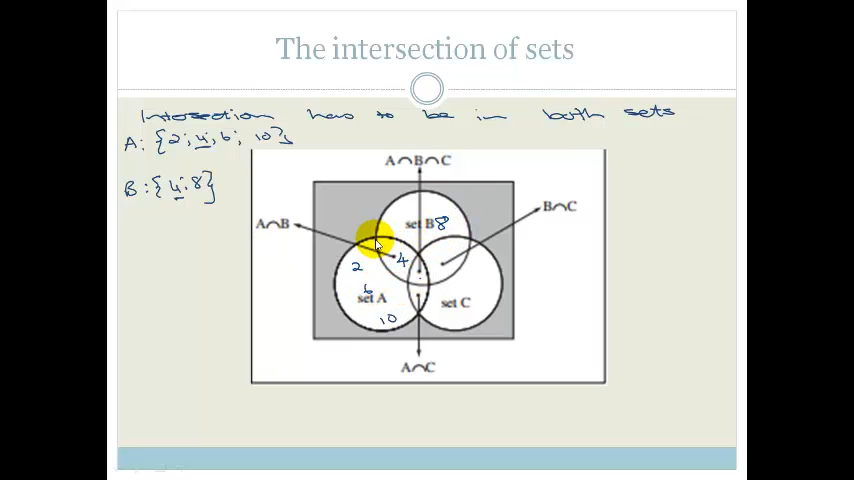 The intersection of sets
Intersection has to be in both sets
A: {2; 4; 6; 10}
B: {4; 8}
A∩B∩C
B∩C
A∩B
set B 8
4
2
6
set A
set C
10
A∩C